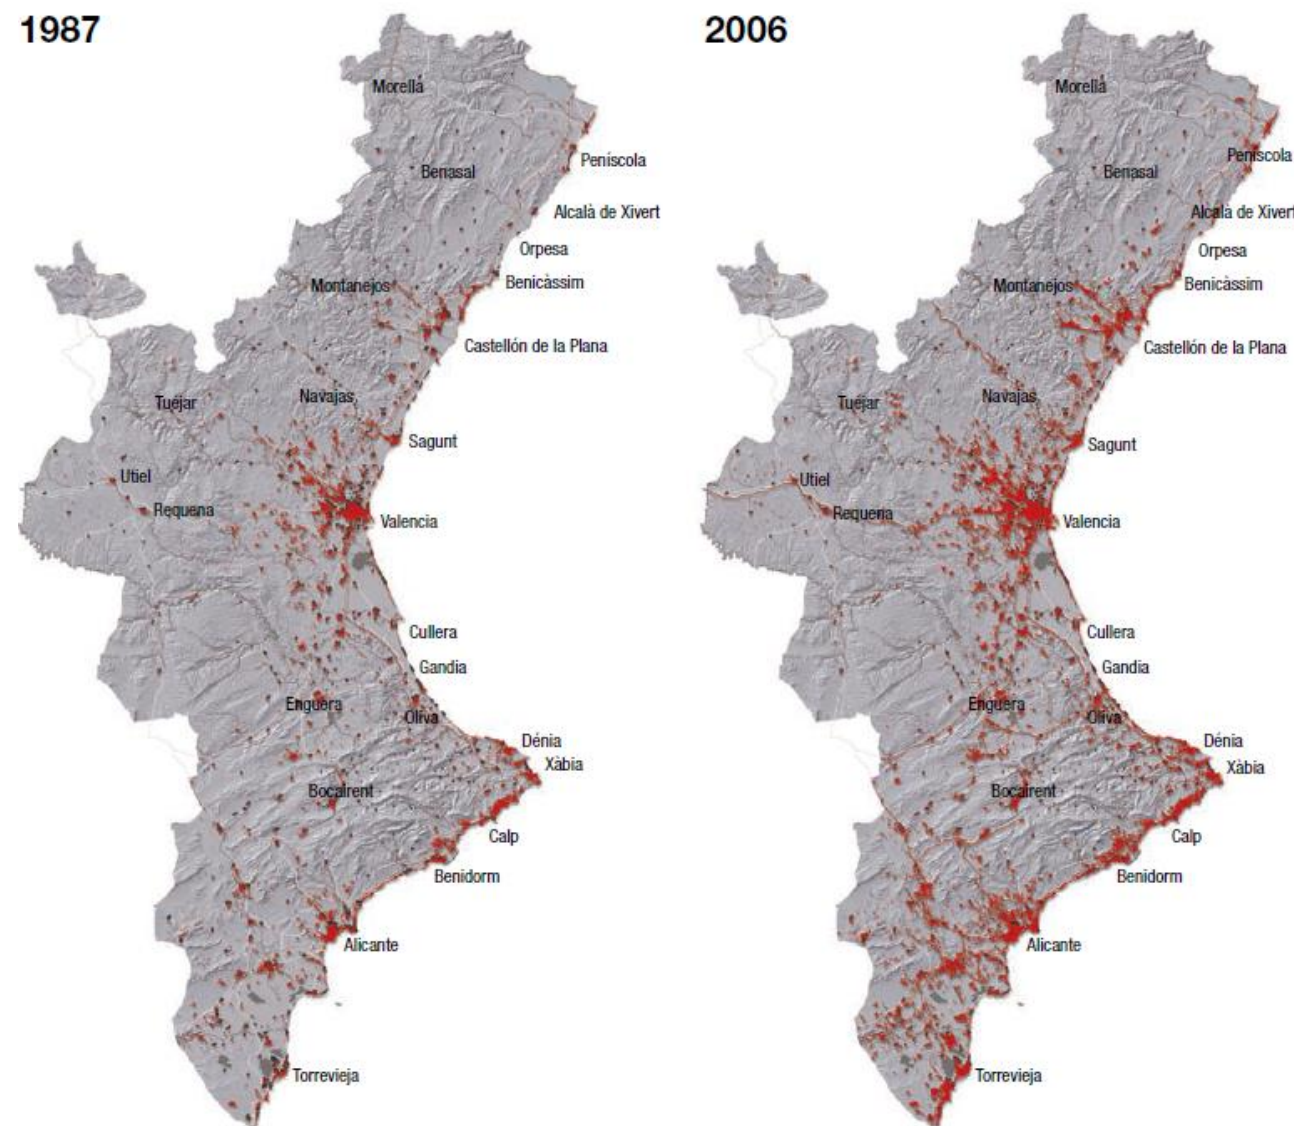 1987
Morella
Peníscola
Benasal
Alcalà de Xivert
Orpesa
Benicàssim
Montanejos
Castellón de la Plana
Navajas
Tuéjar
Sagunt
Utiel
Requena
Valencia
Cullera
Gandia
Enguera
Oliva
Dénia
Xàbia
Bocairent
Calp
Benidorm
Alicante
Torrevieja
2006
Morella
Peníscola
Benasal
Alcalà de Xivert
Orpesa
Benicàssim
Montanejos
Castellón de la Plana
Navajas
Tuéjar
Sagunt
Utiel
Requena
Valencia
Cullera
Gandia
Enguera
Oliva
Dénia
Xàbia
Bocairent
Calp
Benidorm
Alicante
Torrevieja